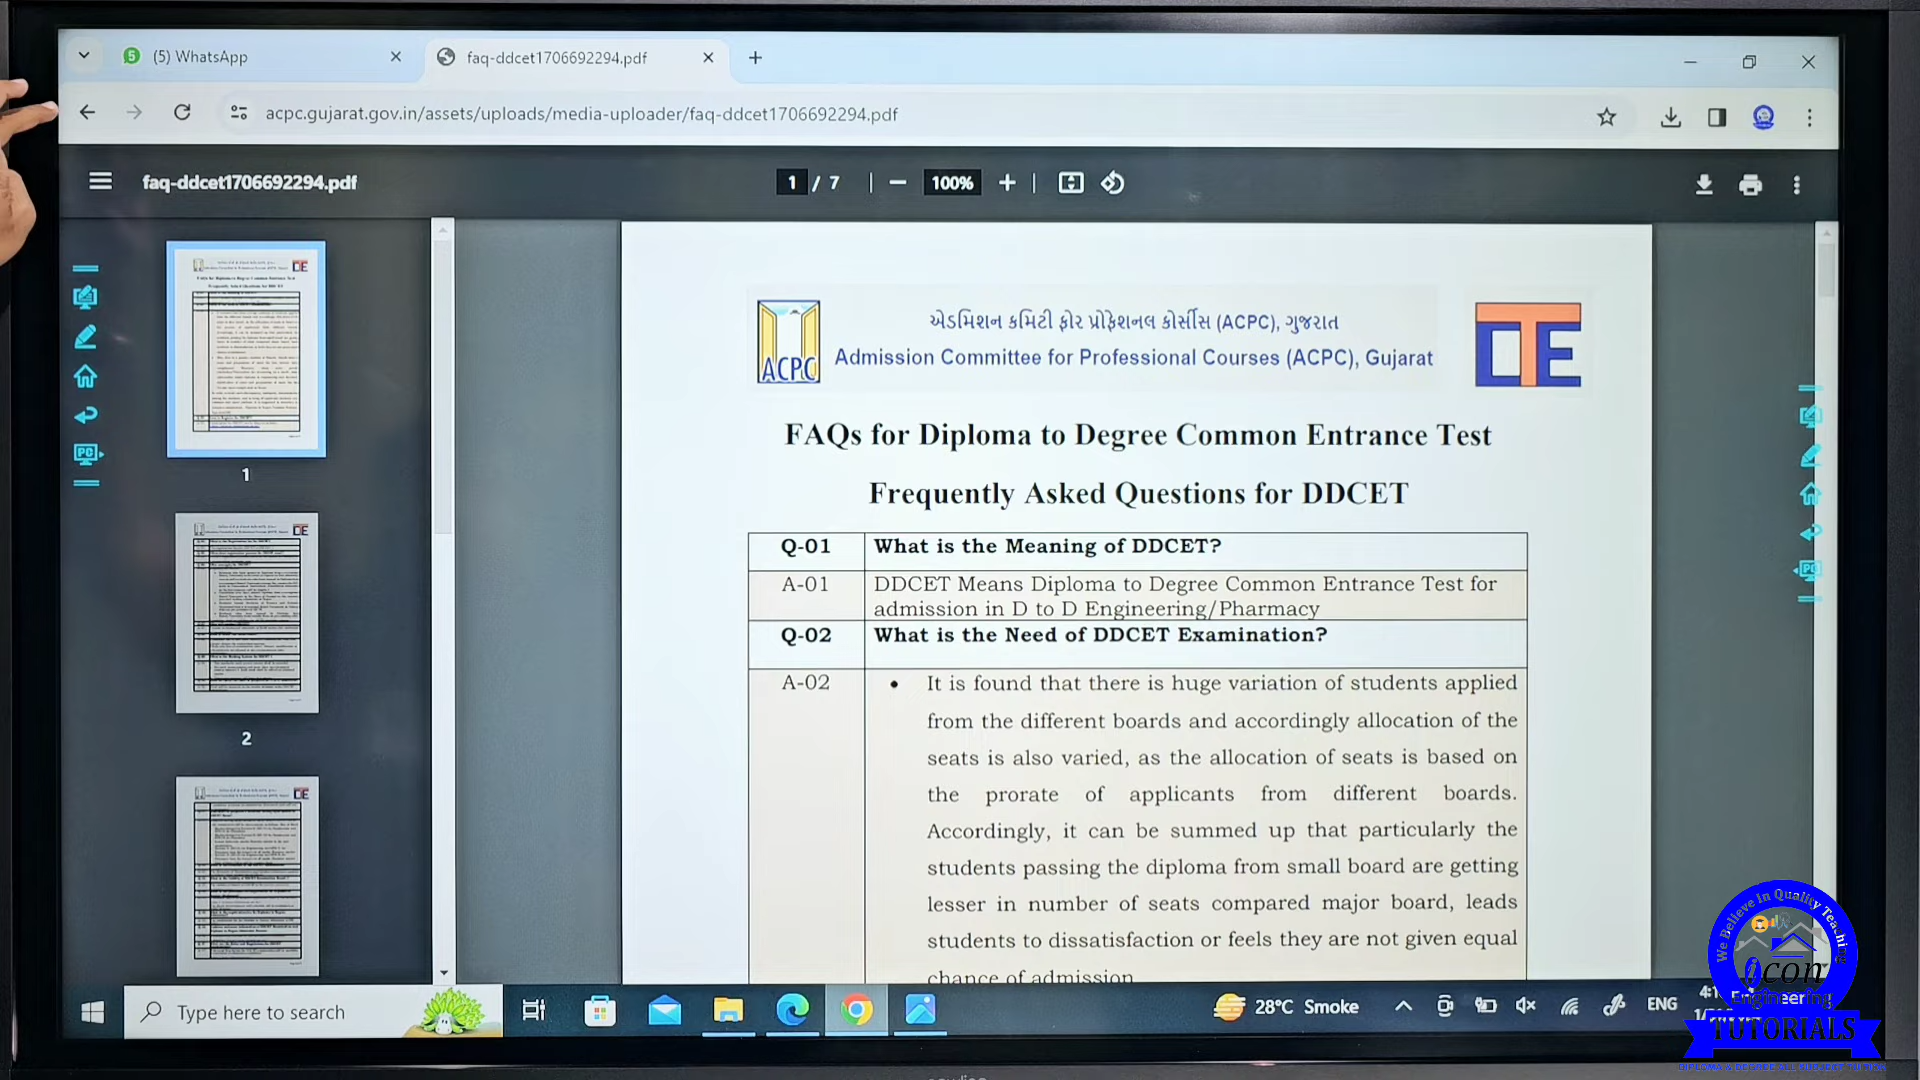 (5) WhatsApp
faq-ddcet1706692294.pdf
acpc.gujarat.gov.in/assets/uploads/media-uploader/faq-ddcet1706692294.pdf
faq-ddcet1706692294.pdf
1 / 7
100%
એડમિશન કમિટી ફોર પ્રોફેશનલ કોર્સીસ (ACPC), ગુજરાત
ACPC
Admission Committee for Professional Courses (ACPC), Gujarat
DTE
FAQs for Diploma to Degree Common Entrance Test
Frequently Asked Questions for DDCET
Q-01 What is the Meaning of DDCET?
A-01 DDCET Means Diploma to Degree Common Entrance Test for
admission in D to D Engineering/Pharmacy
Q-02 What is the Need of DDCET Examination?
A-02 • It is found that there is huge variation of students applied
from the different boards and accordingly allocation of the
seats is also varied, as the allocation of seats is based on
the prorate of applicants from different boards.
Accordingly, it can be summed up that particularly the
students passing the diploma from small board are getting
lesser in number of seats compared major board, leads
students to dissatisfaction or feels they are not given equal
chance of admission
1
2
PC
PC
Type here to search
28°C Smoke
ENG
We Believe In Quality Teaching
icon
Engineering
TUTORIALS